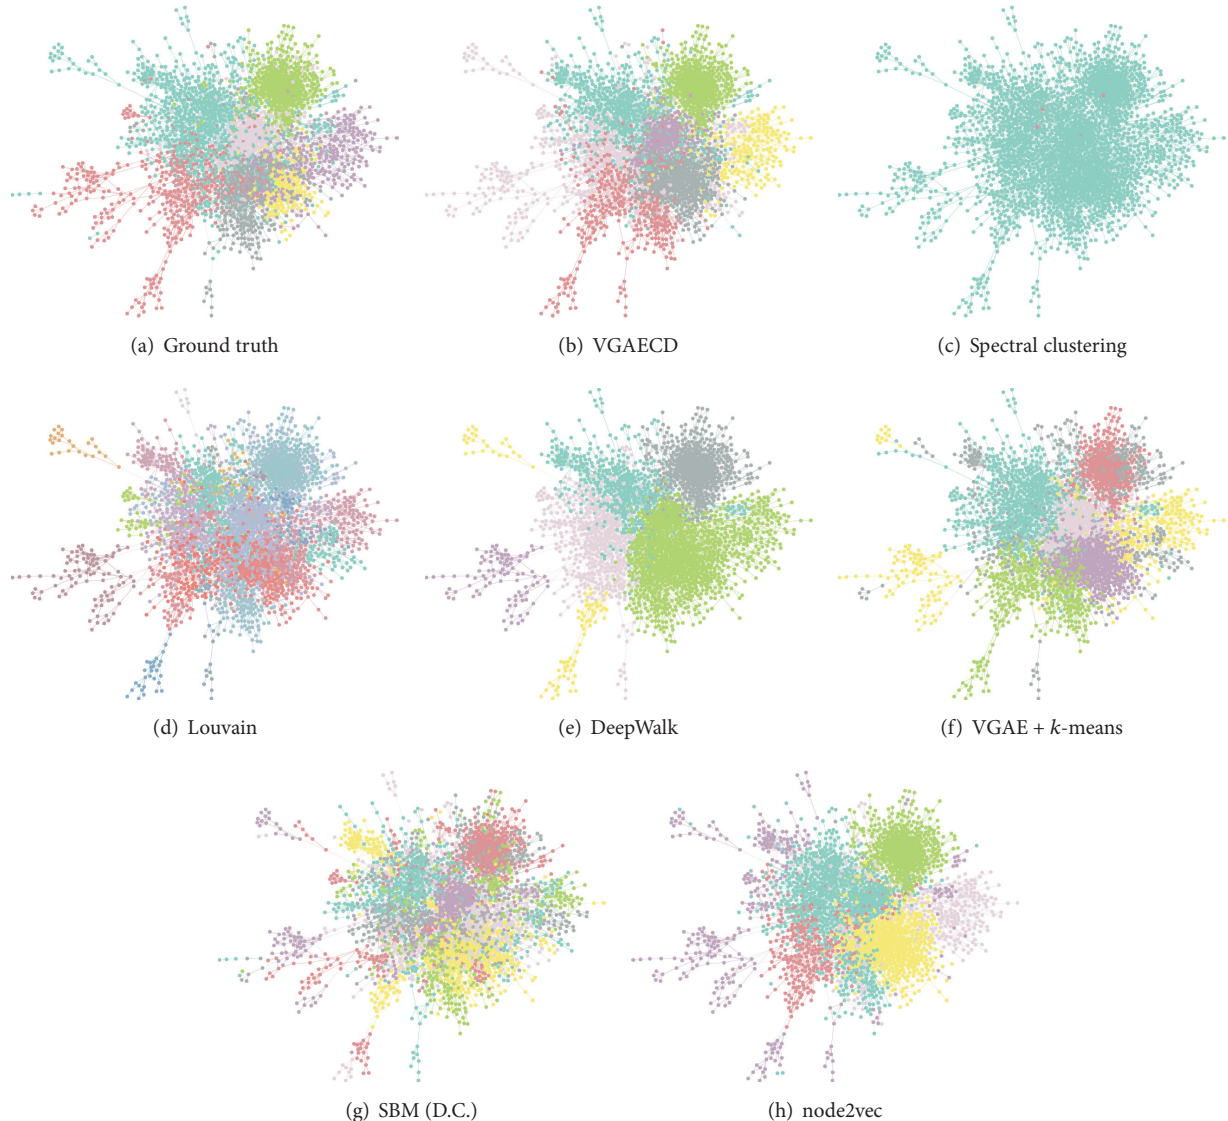 (a) Ground truth
(b) VGAECD
(c) Spectral clustering
(d) Louvain
(e) DeepWalk
(f) VGAE + k-means
(g) SBM (D.C.)
(h) node2vec